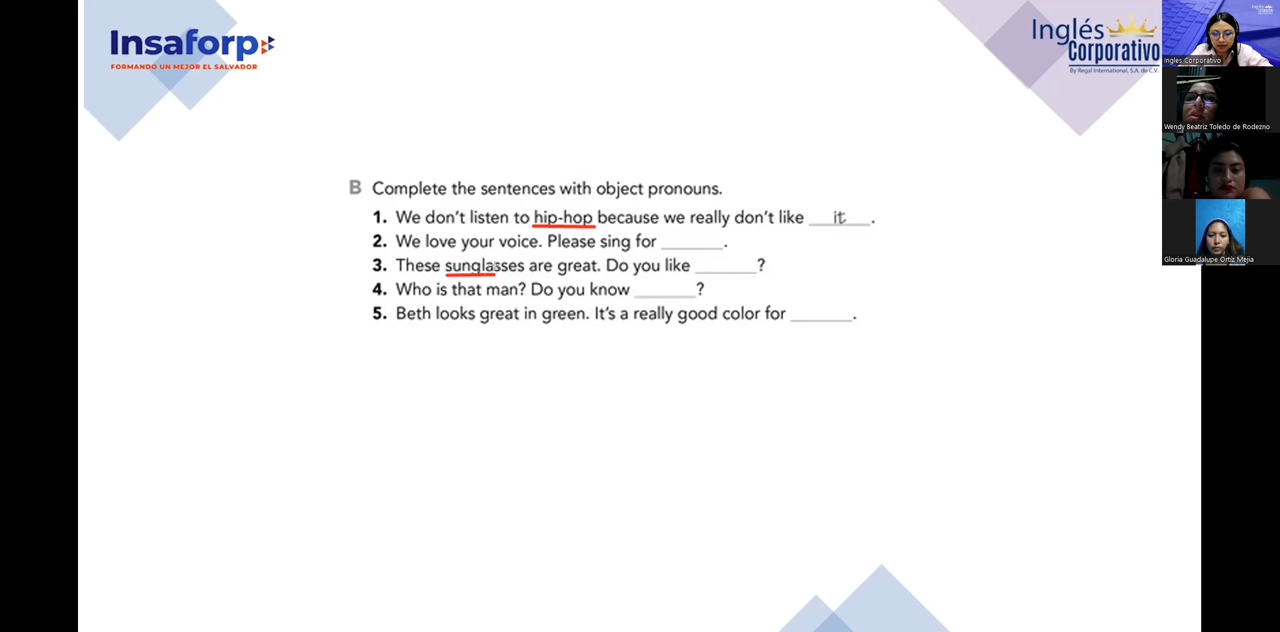 Insaforp
FORMANDO UN MEJOR EL SALVADOR
Inglés
Corporativo
By Regal International, S.A. de C.V.
Ingles Corporativo
Wendy Beatriz Toledo de Rodezno
Gloria Guadalupe Ortíz Mejia
B Complete the sentences with object pronouns.
1. We don't listen to hip-hop because we really don't like __it__.
2. We love your voice. Please sing for ______.
3. These sunglasses are great. Do you like ______?
4. Who is that man? Do you know ______?
5. Beth looks great in green. It's a really good color for ______.